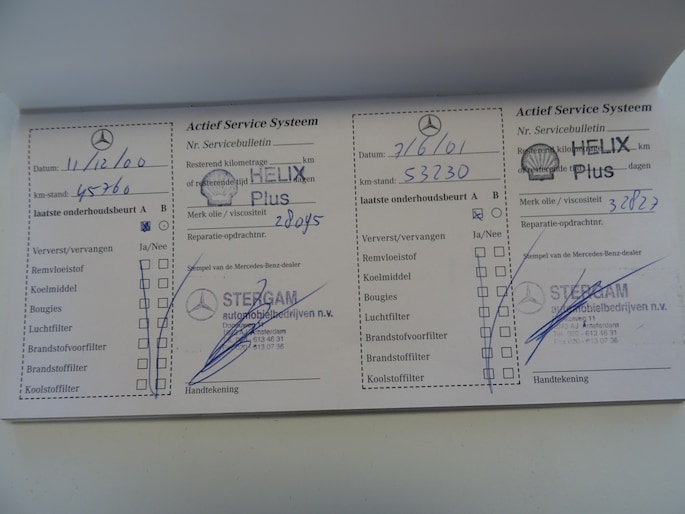 Datum: 11/12/00
km-stand: 45760
laatste onderhoudsbeurt A B
Ververst/vervangen Ja/Nee
Remvloeistof
Koelmiddel
Bougies
Luchtfilter
Brandstofvoorfilter
Brandstoffilter
Koolstoffilter
Actief Service Systeem
Nr. Servicebulletin
Resterend kilometrage km
of resterende tijd dagen
HELIX
Plus
Merk olie / viscositeit
28095
Reparatie-opdrachtnr.
Stempel van de Mercedes-Benz-dealer
STERGAM
automobielbedrijven n.v.
Handtekening
Datum: 7/6/01
km-stand: 53230
laatste onderhoudsbeurt A B
Ververst/vervangen Ja/Nee
Remvloeistof
Koelmiddel
Bougies
Luchtfilter
Brandstofvoorfilter
Brandstoffilter
Koolstoffilter
Actief Service Systeem
Nr. Servicebulletin
Resterend kilometrage km
of resterende dagen
HELIX
Plus
Merk olie / viscositeit
32827
Reparatie-opdrachtnr.
Stempel van de Mercedes-Benz-dealer
STERGAM
automobielbedrijven n.v.
Handtekening